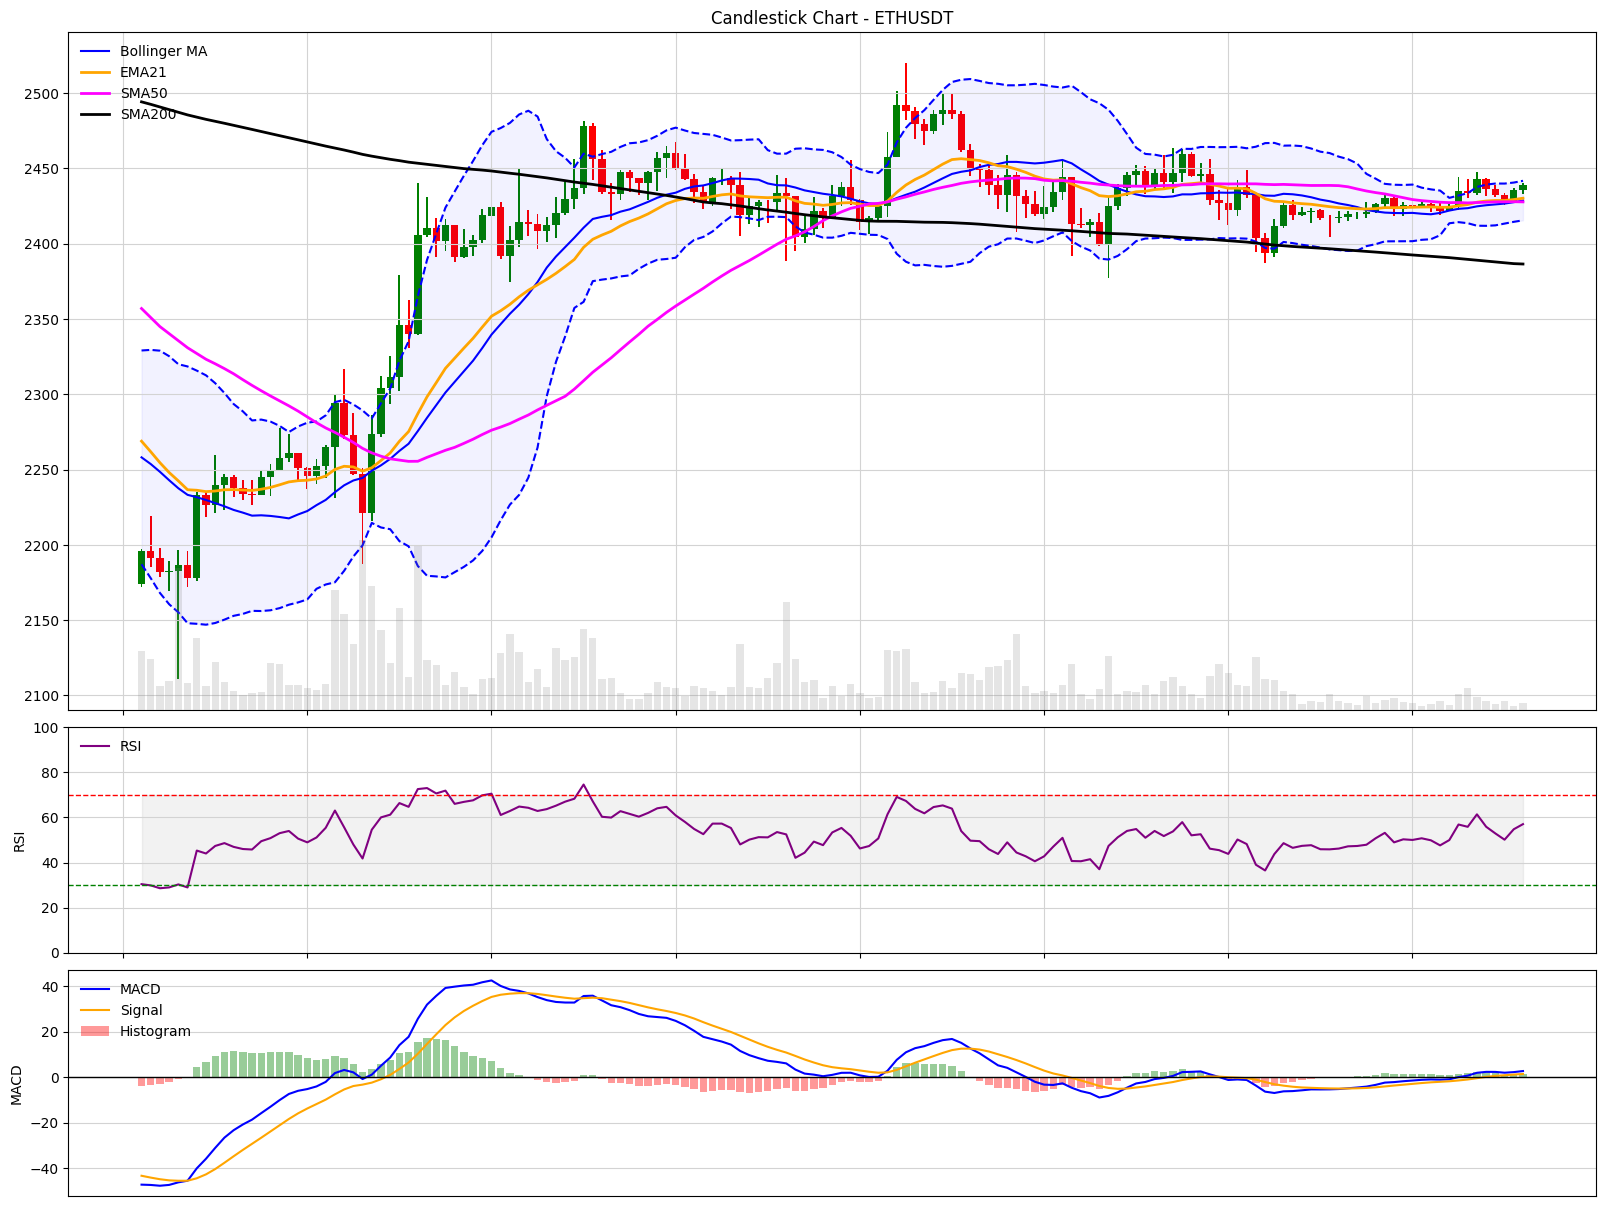 Candlestick Chart - ETHUSDT
Bollinger MA
EMA21
SMA50
SMA200
2500
2450
2400
2350
2300
2250
2200
2150
2100
RSI
100
80
60
40
20
0
RSI
MACD
Signal
Histogram
40
20
0
−20
−40
MACD